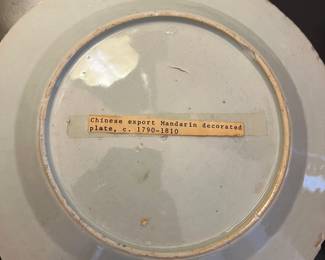 Chinese export Mandarin decorated
plate, c. 1790-1810